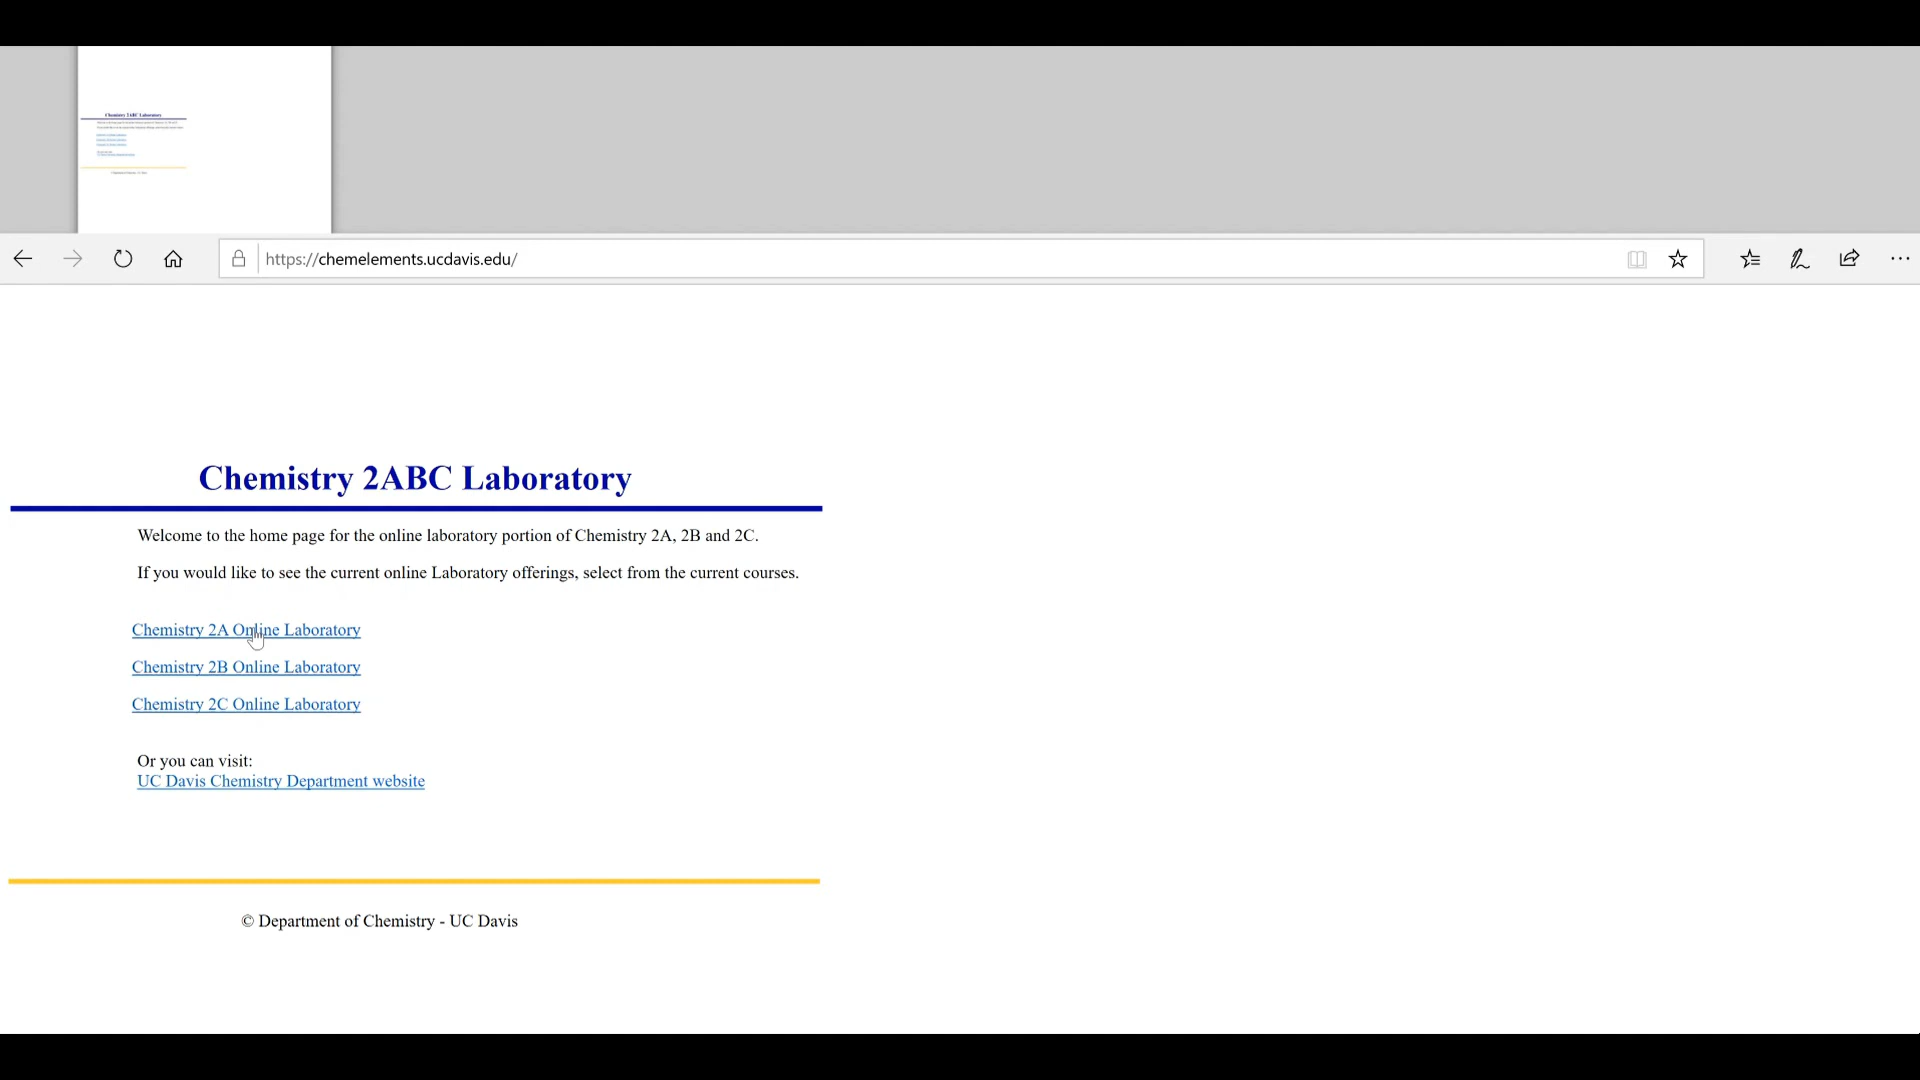 https://chemelements.ucdavis.edu/
Chemistry 2ABC Laboratory
Welcome to the home page for the online laboratory portion of Chemistry 2A, 2B and 2C.
If you would like to see the current online Laboratory offerings, select from the current courses.
Chemistry 2A Online Laboratory
Chemistry 2B Online Laboratory
Chemistry 2C Online Laboratory
Or you can visit:
UC Davis Chemistry Department website
© Department of Chemistry - UC Davis